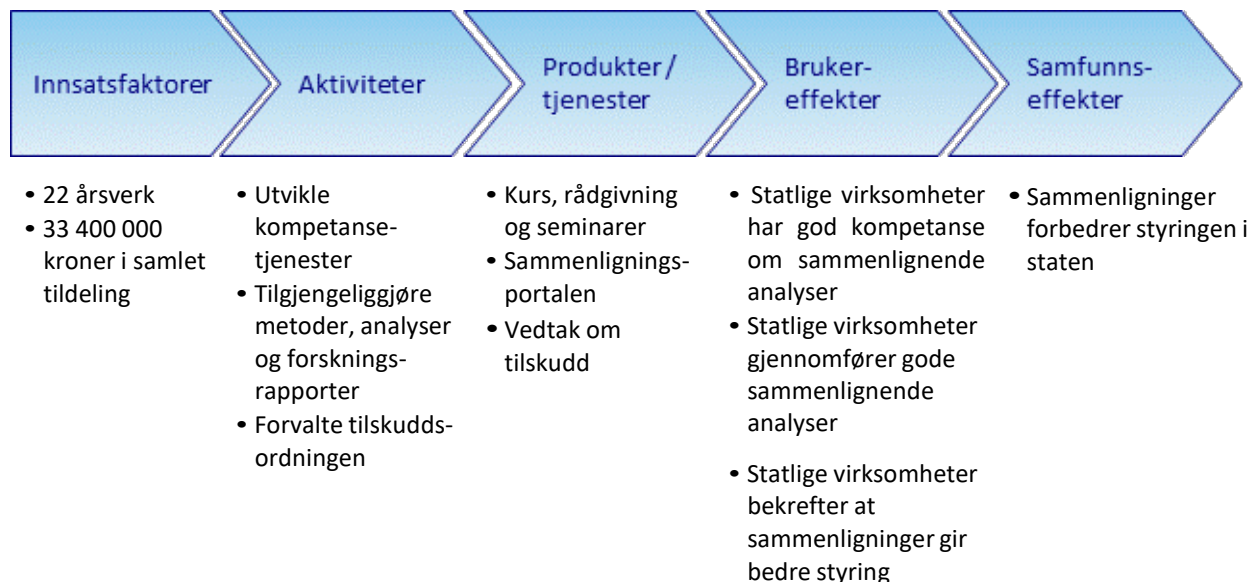 Innsatsfaktorer
Aktiviteter
Produkter/
tjenester
Bruker-
effekter
Samfunns-
effekter
• 22 årsverk
• 33 400 000
kroner i samlet
tildeling
• Utvikle
kompetanse-
tjenester
• Tilgjengeliggjøre
metoder, analyser
og forsknings-
rapporter
• Forvalte tilskudds-
ordningen
• Kurs, rådgivning
og seminarer
• Sammenlignings-
portalen
• Vedtak om
tilskudd
• Statlige virksomheter
har god kompetanse
om sammenlignende
analyser
• Statlige virksomheter
gjennomfører gode
sammenlignende
analyser
• Statlige virksomheter
bekrefter at
sammenligninger gir
bedre styring
• Sammenligninger
forbedrer styringen i
staten